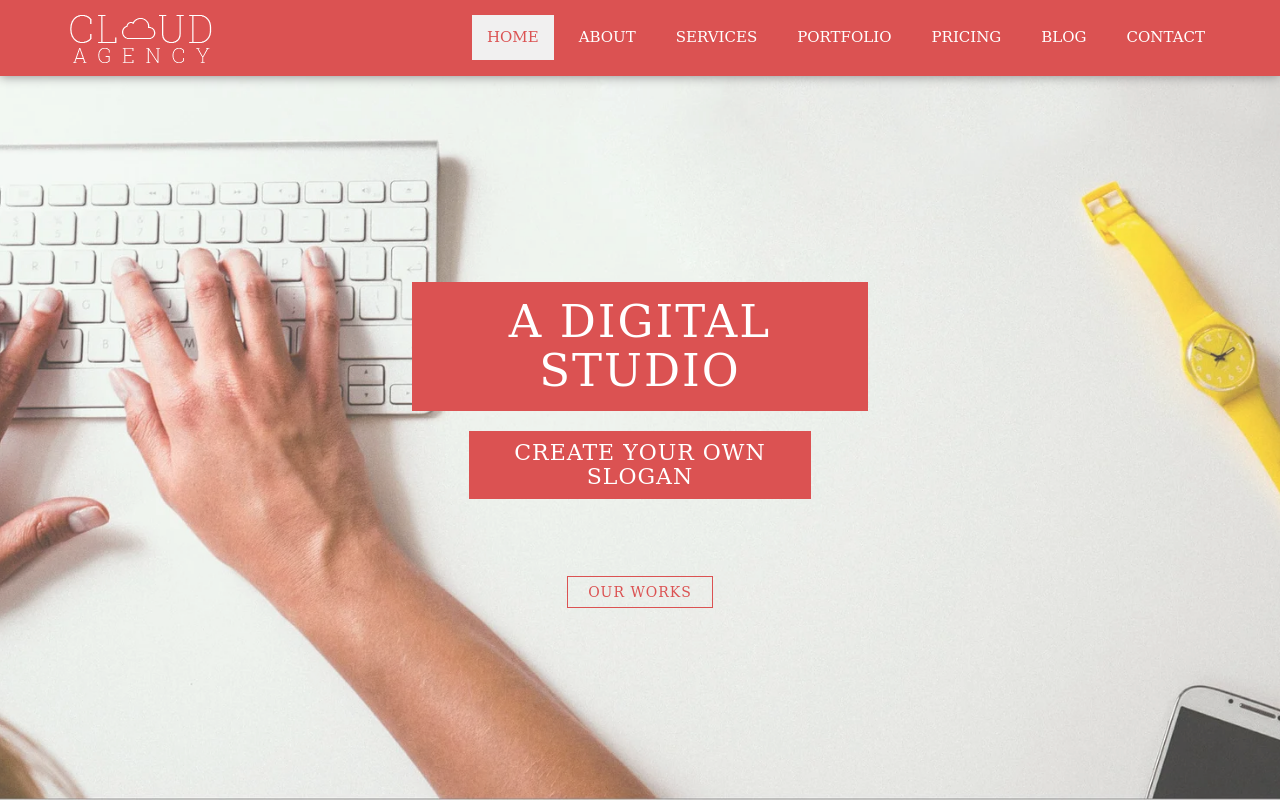 CLOUD
AGENCY
HOME ABOUT SERVICES PORTFOLIO PRICING BLOG CONTACT
A DIGITAL
STUDIO
CREATE YOUR OWN
SLOGAN
OUR WORKS